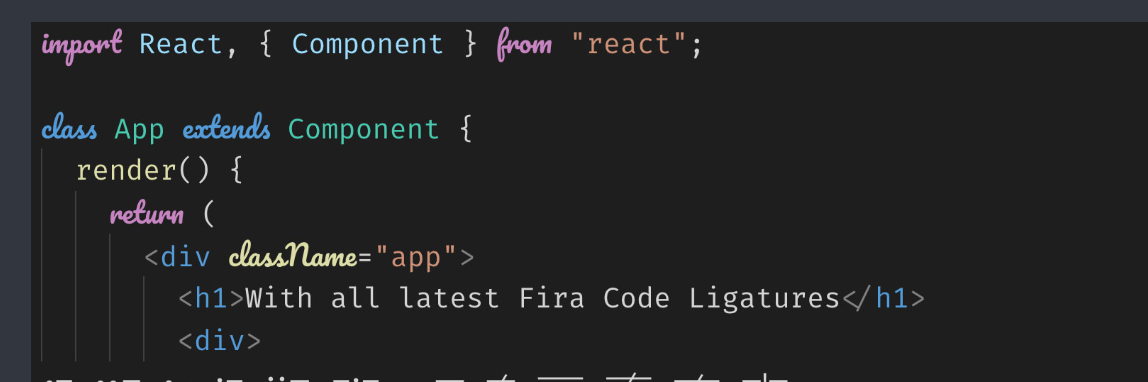 import React, { Component } from "react";
class App extends Component {
render() {
return (
<div className="app">
<h1>With all latest Fira Code Ligatures</h1>
<div>